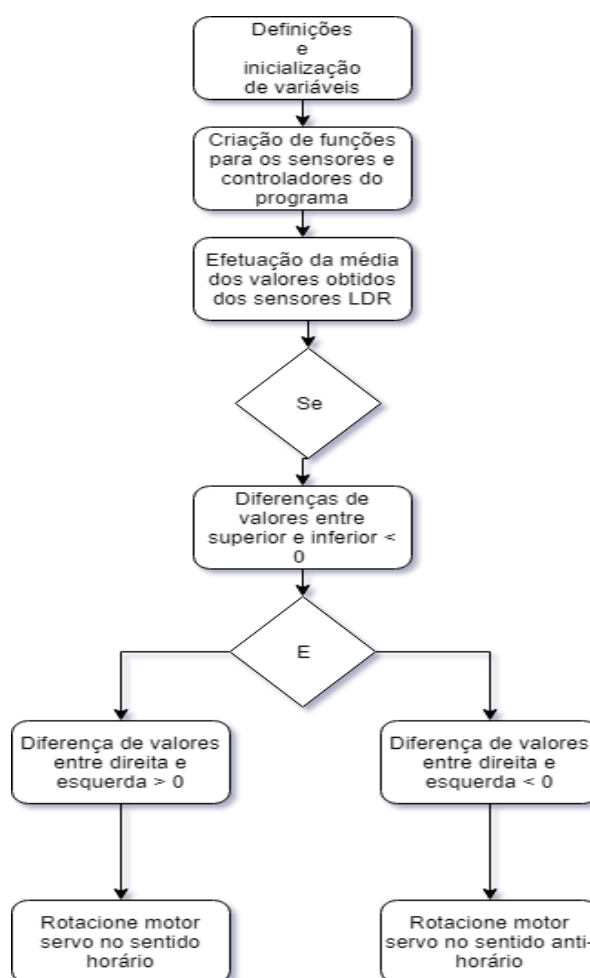 Definições
e
inicialização
de variáveis
Criação de funções
para os sensores e
controladores do
programa
Efetuação da média
dos valores obtidos
dos sensores LDR
Se
Diferenças de
valores entre
superior e inferior <
0
E
Diferença de valores
entre direita e
esquerda > 0
Diferença de valores
entre direita e
esquerda < 0
Rotacione motor
servo no sentido
horário
Rotacione motor
servo no sentido anti-
horário